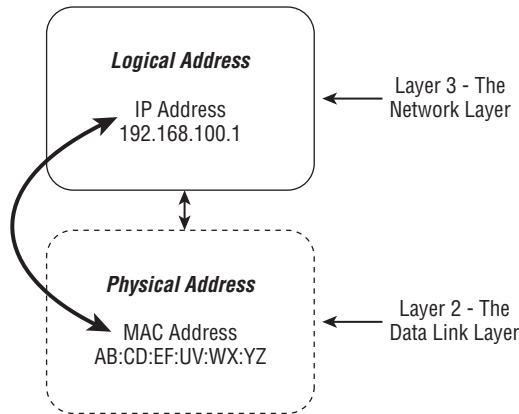 Logical Address
IP Address
192.168.100.1
Layer 3 - The
Network Layer
Physical Address
MAC Address
AB:CD:EF:UV:WX:YZ
Layer 2 - The
Data Link Layer